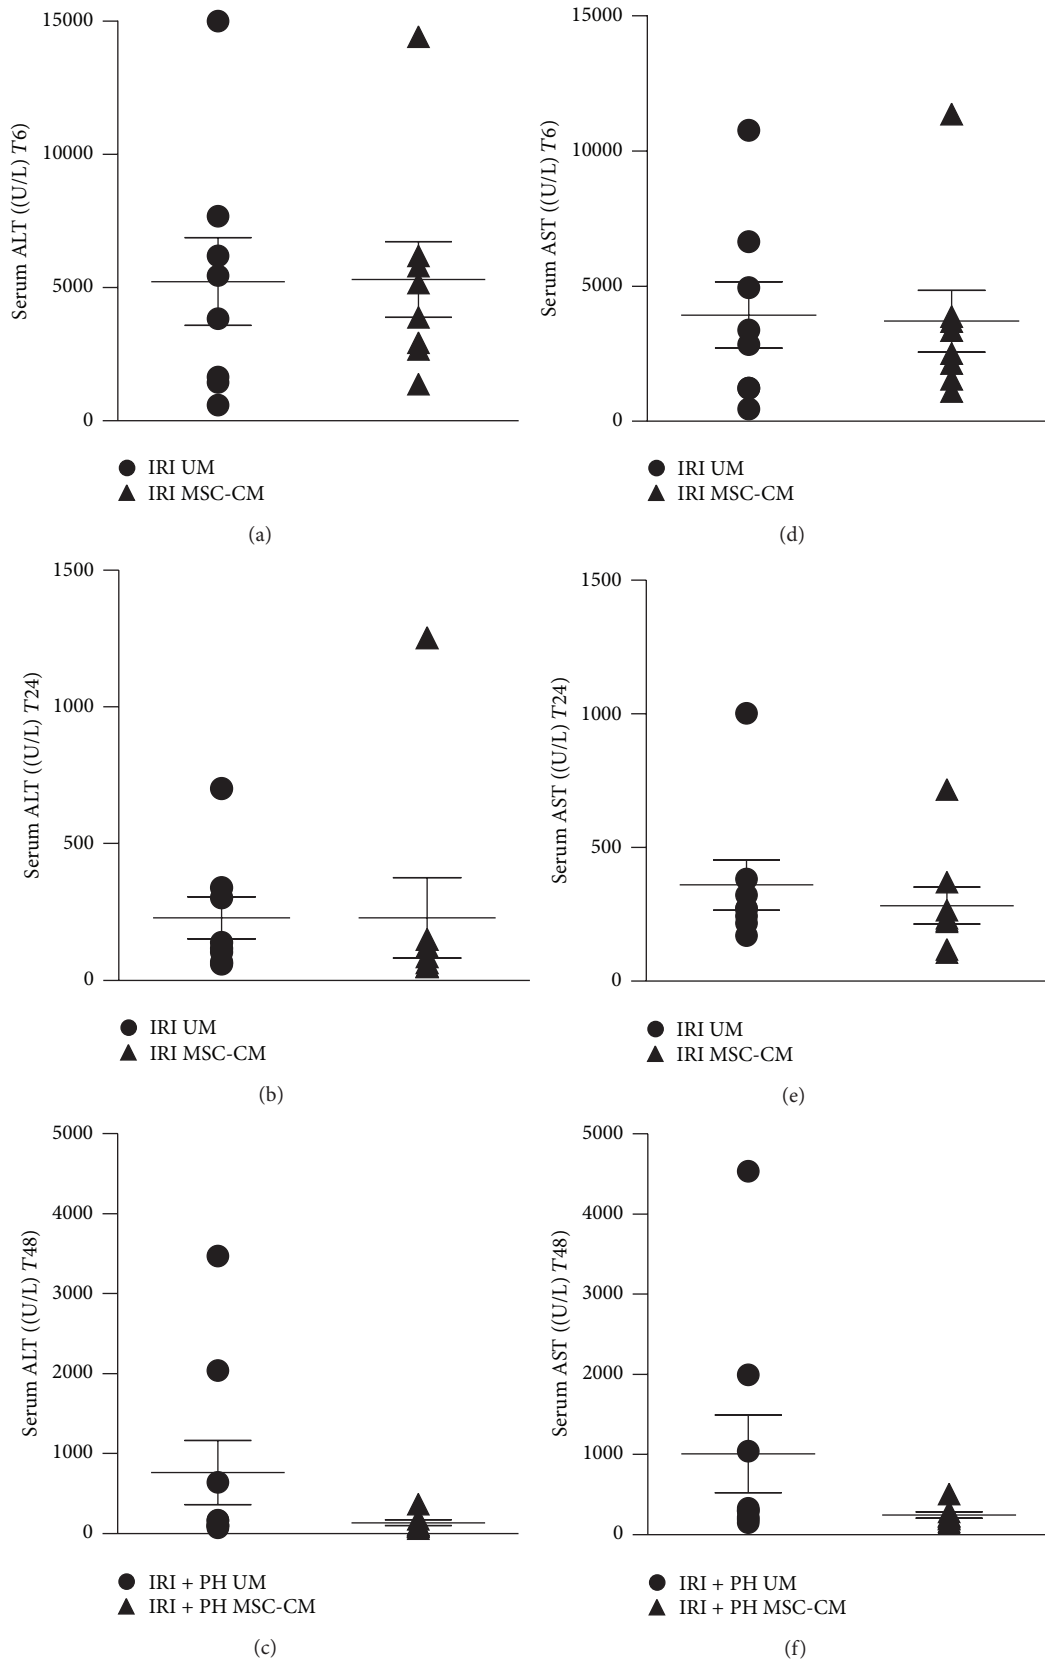 15000
10000
5000
0
Serum ALT ((U/L) T6)
IRI UM
IRI MSC-CM
(a)
15000
10000
5000
0
Serum AST ((U/L) T6)
IRI UM
IRI MSC-CM
(d)
1500
1000
500
0
Serum ALT ((U/L) T24)
IRI UM
IRI MSC-CM
(b)
1500
1000
500
0
Serum AST ((U/L) T24)
IRI UM
IRI MSC-CM
(e)
5000
4000
3000
2000
1000
0
Serum ALT ((U/L) T48)
IRI + PH UM
IRI + PH MSC-CM
(c)
5000
4000
3000
2000
1000
0
Serum AST ((U/L) T48)
IRI + PH UM
IRI + PH MSC-CM
(f)